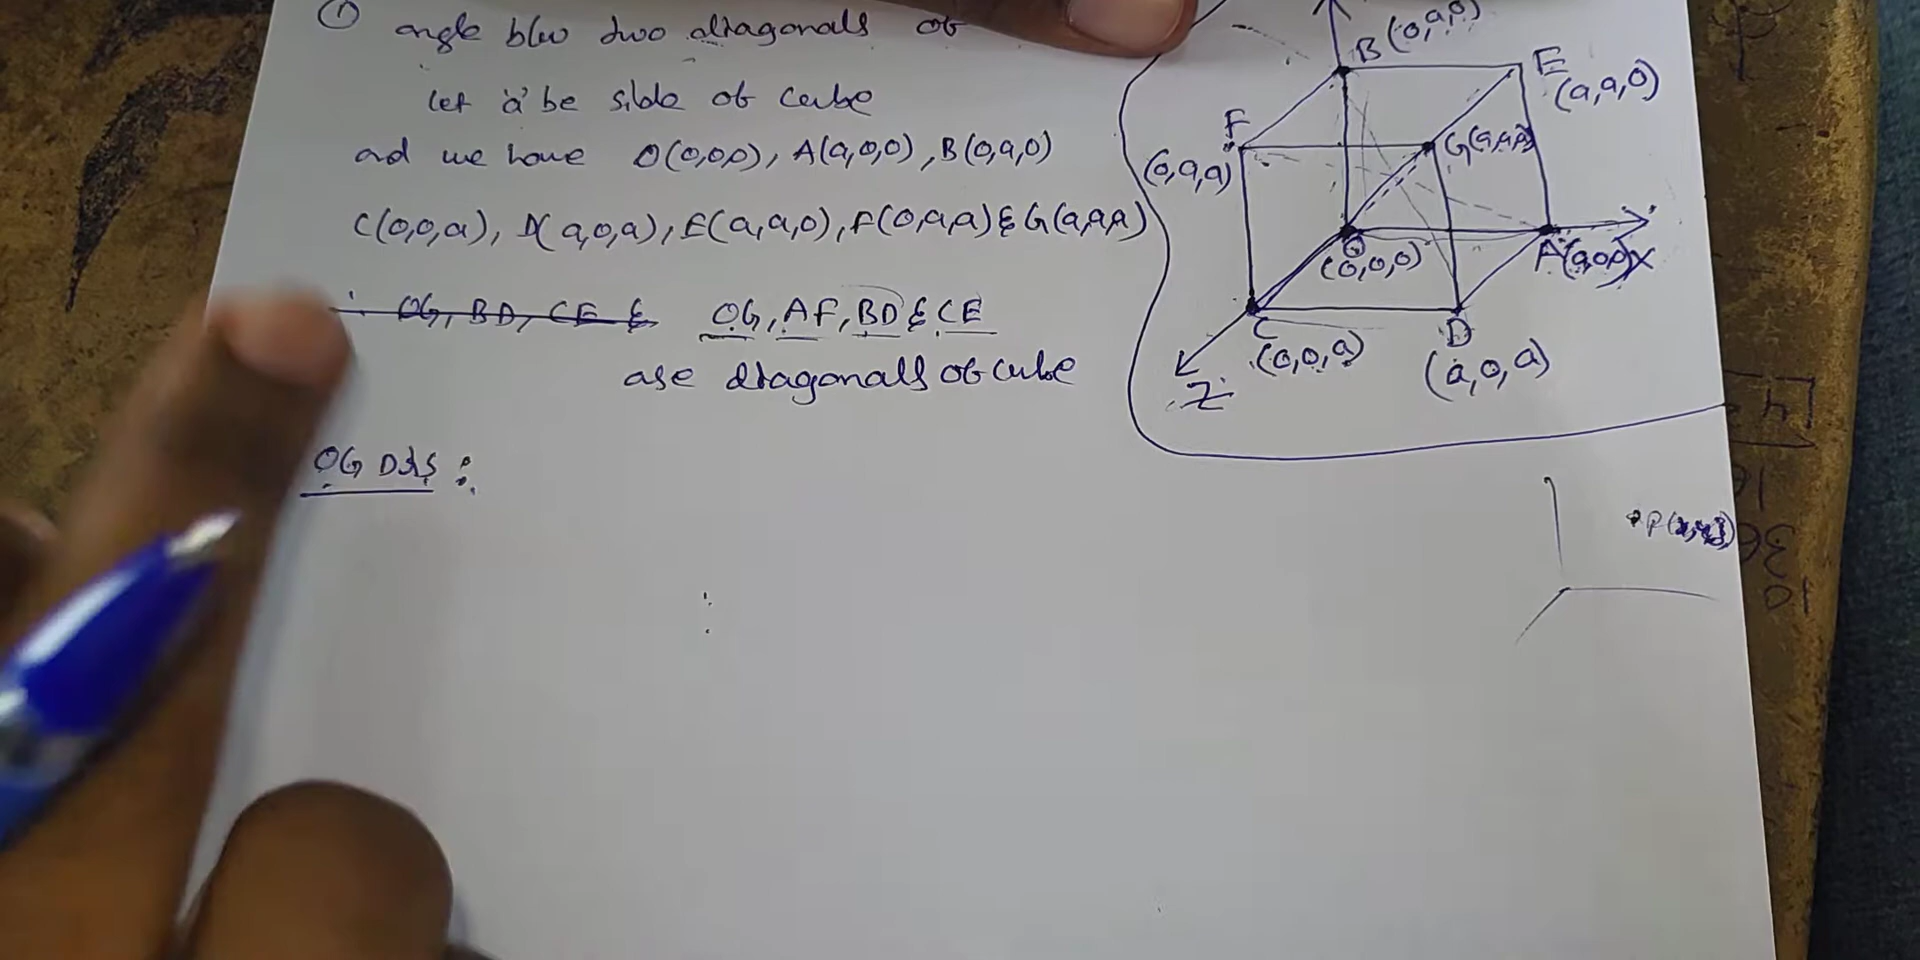 ① angle b/w two diagonals of
let 'a' be side of cube
and we have O(0,0,0), A(a,0,0), B(0,a,0)
C(0,0,a), D(a,0,a), E(a,a,0), F(0,a,a) & G(a,a,a)
∴ OG, BD, CE & OG, AF, BD & CE
are diagonals of cube
OG DRS :
B(0,a,0)
E
(a,a,0)
F
(0,a,a)
G(a,a,a)
O
(0,0,0)
A(a,0,0)X
C
(0,0,a)
D
(a,0,a)
Z
P(x,y,z)